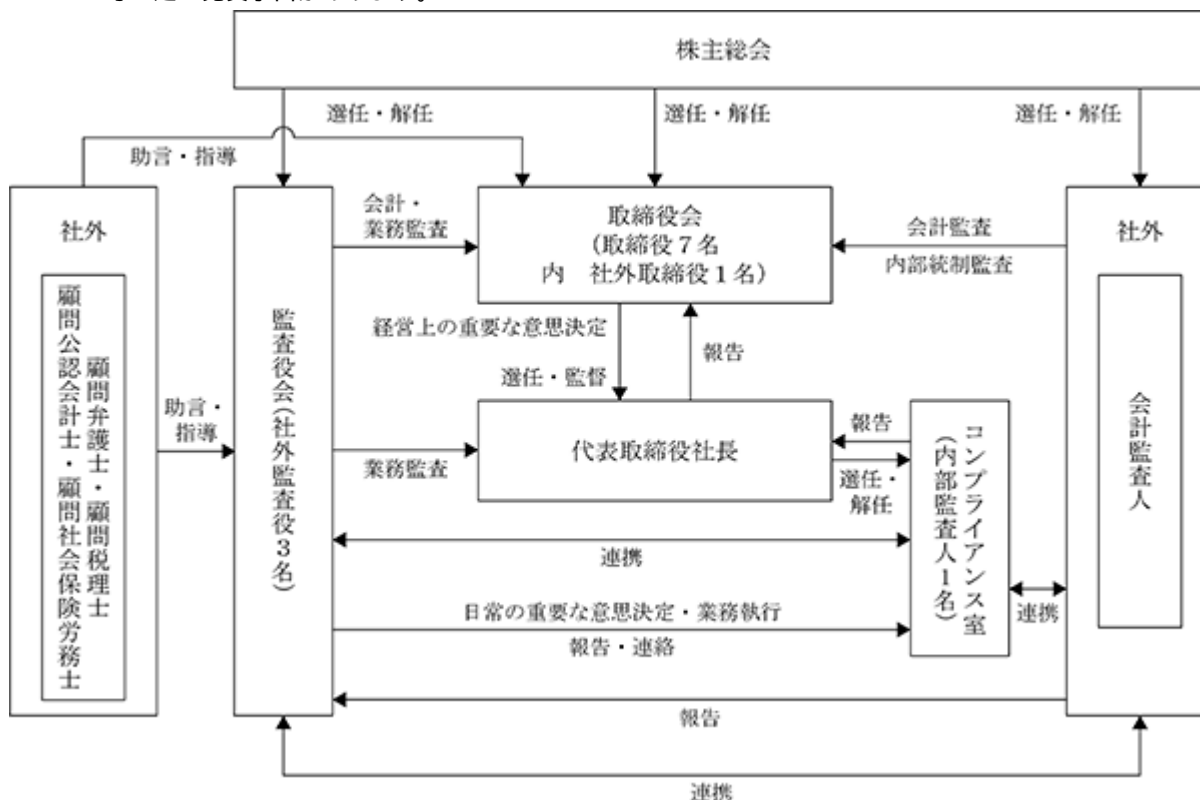 株主総会
選任・解任
選任・解任
選任・解任
助言・指導
社外
顧問弁護士・顧問税理士
顧問公認会計士・顧問社会保険労務士
助言・
指導
監査役会(社外監査役3名)
会計・
業務監査
取締役会
(取締役7名
内 社外取締役1名)
会計監査
内部統制監査
社外
会計監査人
経営上の重要な意思決定
選任・監督
報告
代表取締役社長
業務監査
報告
選任・
解任
コンプライアンス室
(内部監査人1名)
連携
連携
日常の重要な意思決定・業務執行
報告・連絡
報告
連携